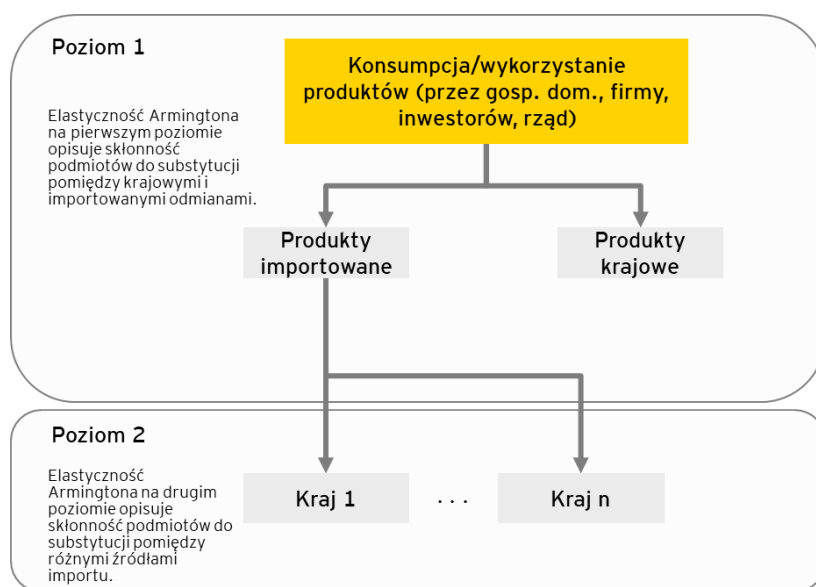 Poziom 1
Konsumpcja/wykorzystanie
produktów (przez gosp. dom., firmy,
inwestorów, rząd)
Elastyczność Armingtona
na pierwszym poziomie
opisuje skłonność
podmiotów do substytucji
pomiędzy krajowymi i
importowanymi odmianami.
Produkty
importowane
Produkty
krajowe
Poziom 2
Elastyczność
Armingtona na drugim
poziomie opisuje
skłonność podmiotów do
substytucji pomiędzy
różnymi źródłami
importu.
Kraj 1
. . .
Kraj n